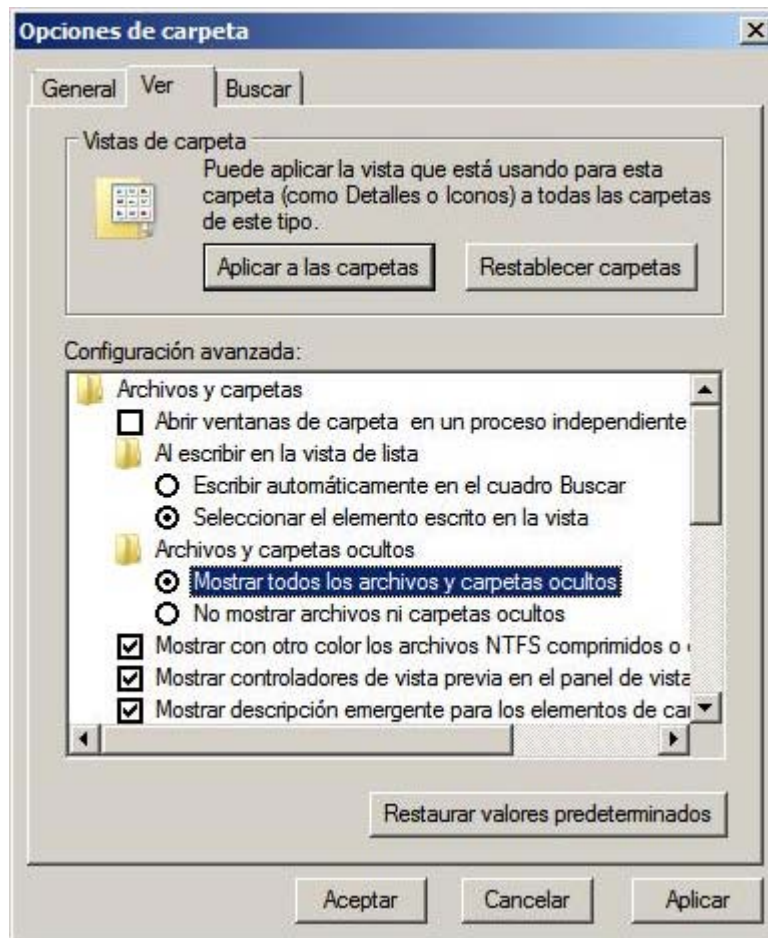 Opciones de carpeta
General
Ver
Buscar
Vistas de carpeta
Puede aplicar la vista que está usando para esta
carpeta (como Detalles o Iconos) a todas las carpetas
de este tipo.
Aplicar a las carpetas
Restablecer carpetas
Configuración avanzada:
Archivos y carpetas
Abrir ventanas de carpeta en un proceso independiente
Al escribir en la vista de lista
Escribir automáticamente en el cuadro Buscar
Seleccionar el elemento escrito en la vista
Archivos y carpetas ocultos
Mostrar todos los archivos y carpetas ocultos
No mostrar archivos ni carpetas ocultos
Mostrar con otro color los archivos NTFS comprimidos o
Mostrar controladores de vista previa en el panel de vista
Mostrar descripción emergente para los elementos de
Restaurar valores predeterminados
Aceptar
Cancelar
Aplicar